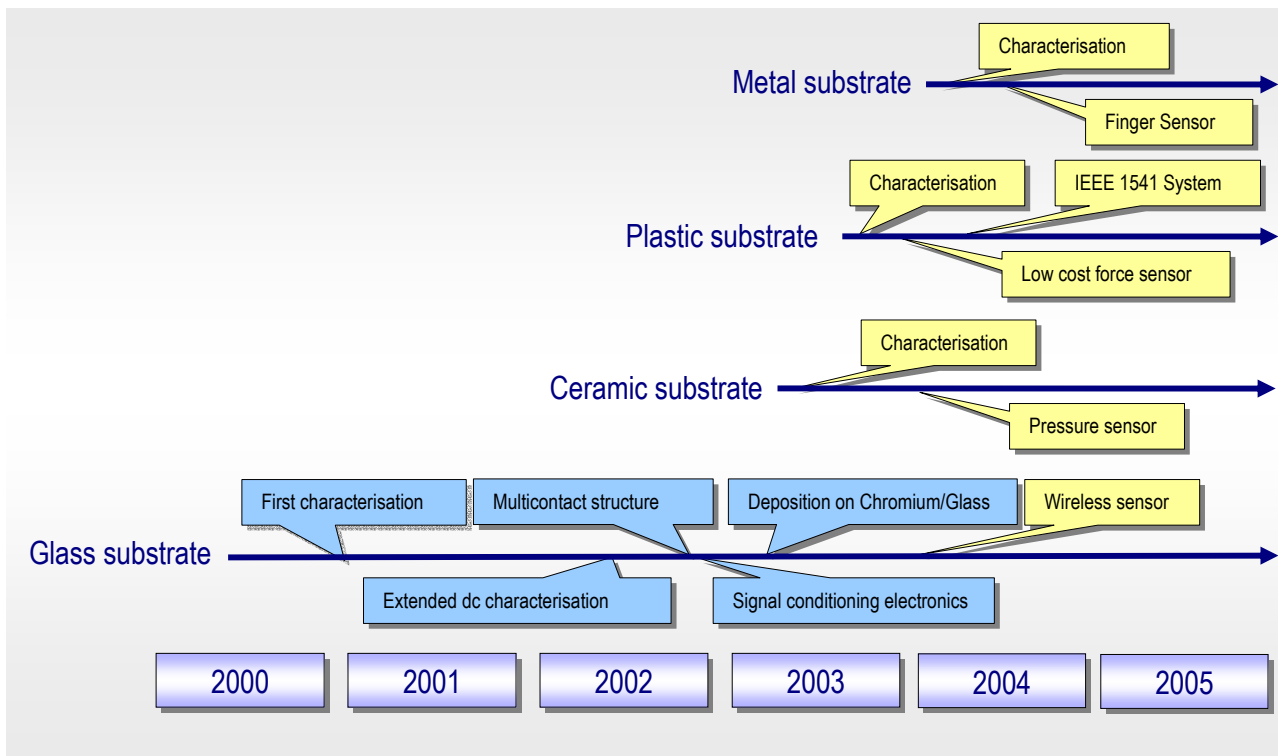 Characterisation
Metal substrate
Finger Sensor
Characterisation
IEEE 1541 System
Plastic substrate
Low cost force sensor
Characterisation
Ceramic substrate
Pressure sensor
First characterisation
Multicontact structure
Deposition on Chromium/Glass
Wireless sensor
Glass substrate
Extended dc characterisation
Signal conditioning electronics
2000
2001
2002
2003
2004
2005